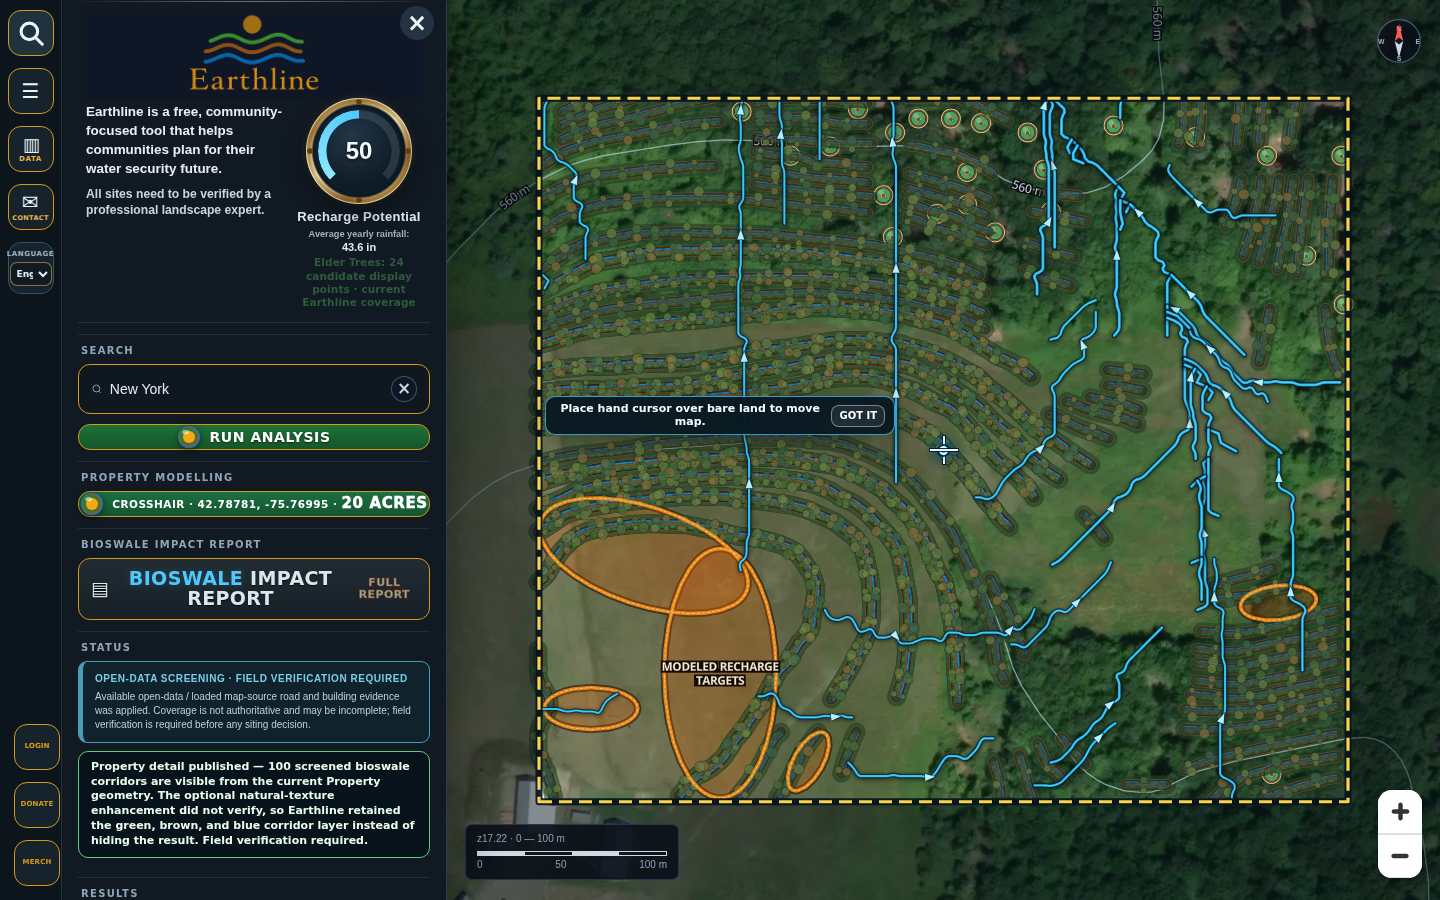 DATA
CONTACT
LANGUAGE
Eng
LOGIN
DONATE
MERCH
Earthline
Earthline is a free, community-
focused tool that helps
communities plan for their
water security future.
All sites need to be verified by a
professional landscape expert.
50
Recharge Potential
Average yearly rainfall:
43.6 in
Elder Trees: 24
candidate display
points · current
Earthline coverage
SEARCH
New York
RUN ANALYSIS
PROPERTY MODELLING
CROSSHAIR · 42.78781, -75.76995 · 20 ACRES
BIOSWALE IMPACT REPORT
BIOSWALE IMPACT
REPORT
FULL
REPORT
STATUS
OPEN-DATA SCREENING · FIELD VERIFICATION REQUIRED
Available open-data / loaded map-source road and building evidence
was applied. Coverage is not authoritative and may be incomplete; field
verification is required before any siting decision.
Property detail published — 100 screened bioswale
corridors are visible from the current Property
geometry. The optional natural-texture
enhancement did not verify, so Earthline retained
the green, brown, and blue corridor layer instead of
hiding the result. Field verification required.
RESULTS
560 m
560 m
560 m
W E
S
Place hand cursor over bare land to move
map.
GOT IT
MODELED RECHARGE
TARGETS
z17.22 · 0 — 100 m
0 50 100 m